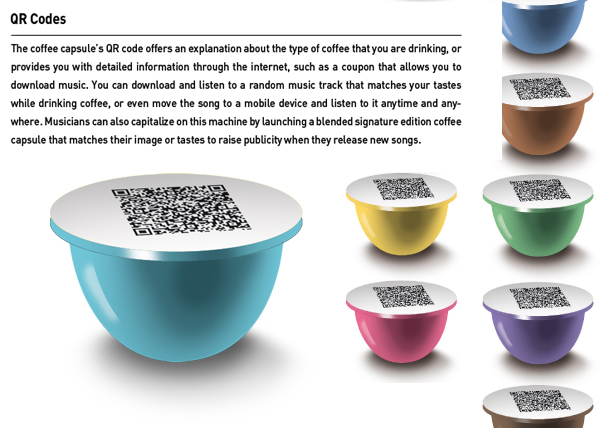 QR Codes
The coffee capsule's QR code offers an explanation about the type of coffee that you are drinking, or
provides you with detailed information through the internet, such as a coupon that allows you to
download music. You can download and listen to a random music track that matches your tastes
while drinking coffee, or even move the song to a mobile device and listen to it anytime and any-
where. Musicians can also capitalize on this machine by launching a blended signature edition coffee
capsule that matches their image or tastes to raise publicity when they release new songs.